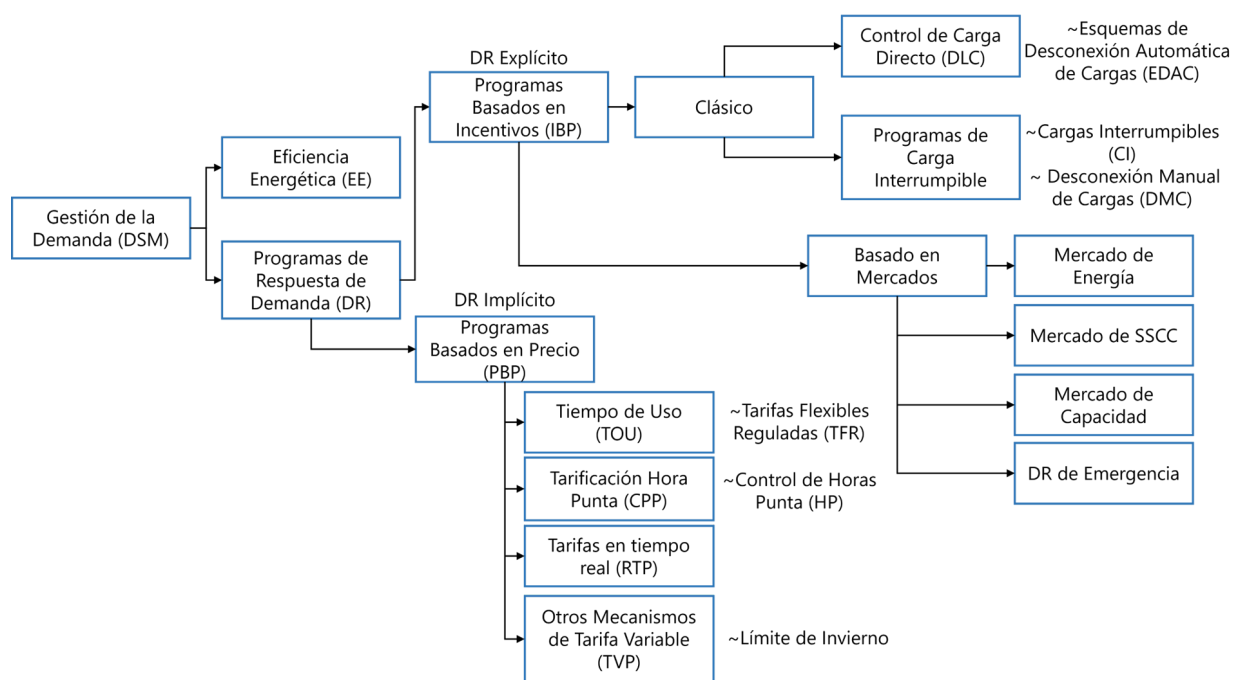 Control de Carga
Directo (DLC)
~Esquemas de
Desconexión Automática
de Cargas (EDAC)
DR Explícito
Programas
Basados en
Incentivos (IBP)
Clásico
Programas de
Carga
Interrumpible
~Cargas Interrumpibles
(CI)
~ Desconexión Manual
de Cargas (DMC)
Eficiencia
Energética (EE)
Gestión de la
Demanda (DSM)
Programas de
Respuesta de
Demanda (DR)
Basado en
Mercados
Mercado de
Energía
DR Implícito
Programas
Basados en Precio
(PBP)
Mercado de SSCC
Mercado de
Capacidad
DR de Emergencia
Tiempo de Uso
(TOU)
~Tarifas Flexibles
Reguladas (TFR)
Tarificación Hora
Punta (CPP)
~Control de Horas
Punta (HP)
Tarifas en tiempo
real (RTP)
Otros Mecanismos
de Tarifa Variable
(TVP)
~Límite de Invierno